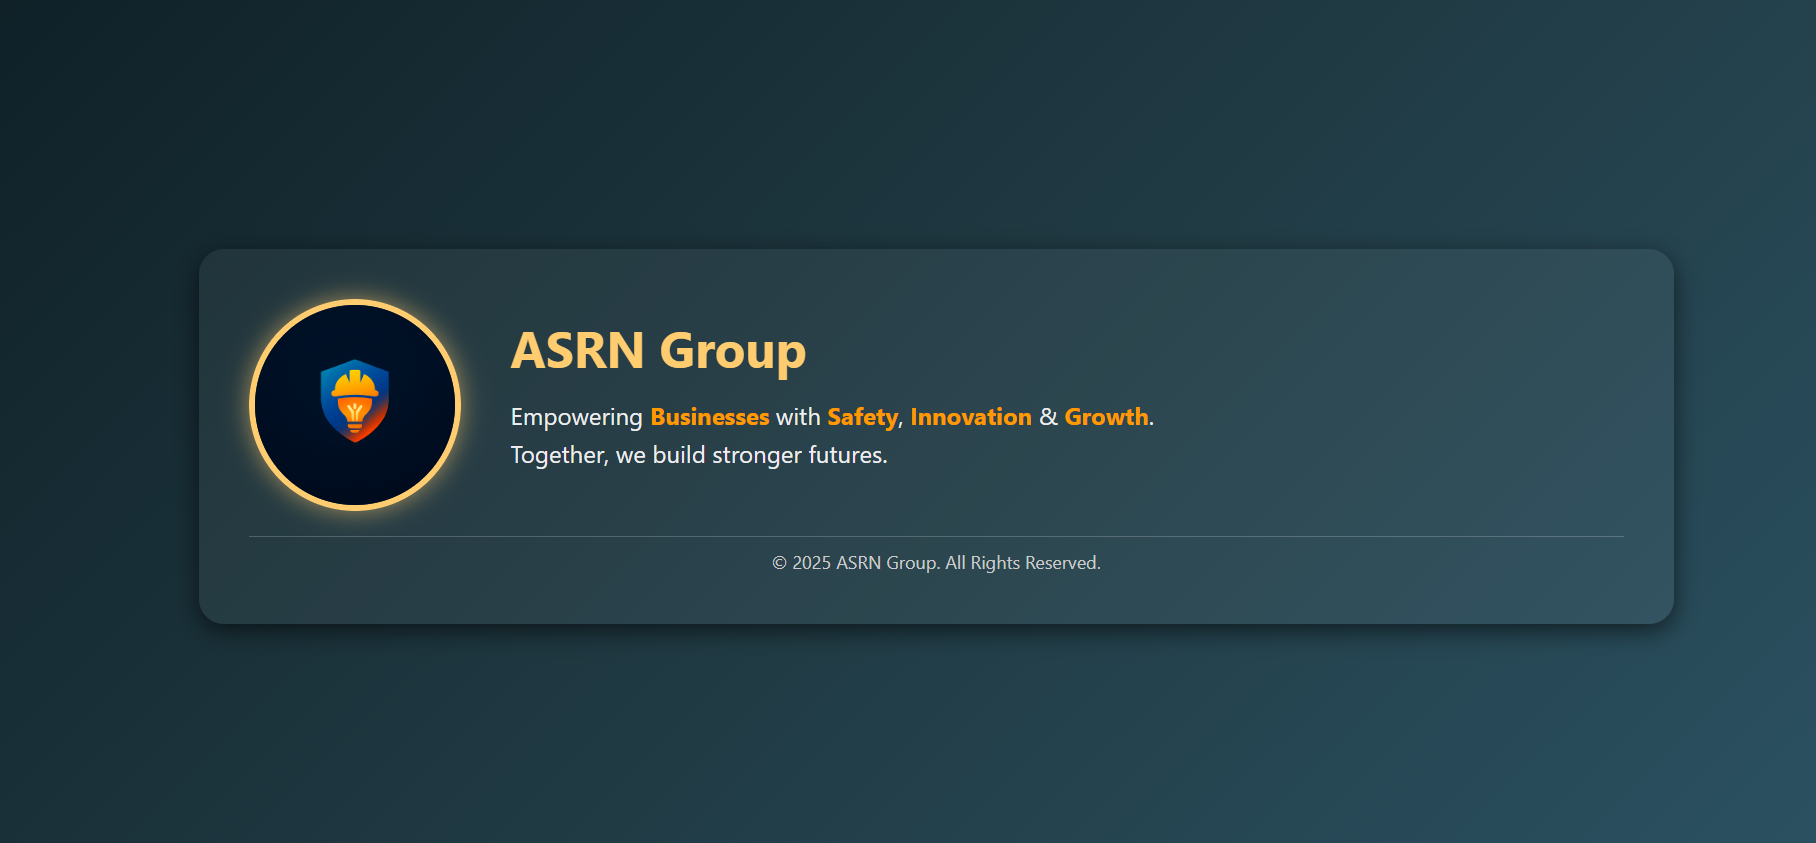 ASRN Group
Empowering Businesses with Safety, Innovation & Growth.
Together, we build stronger futures.
© 2025 ASRN Group. All Rights Reserved.